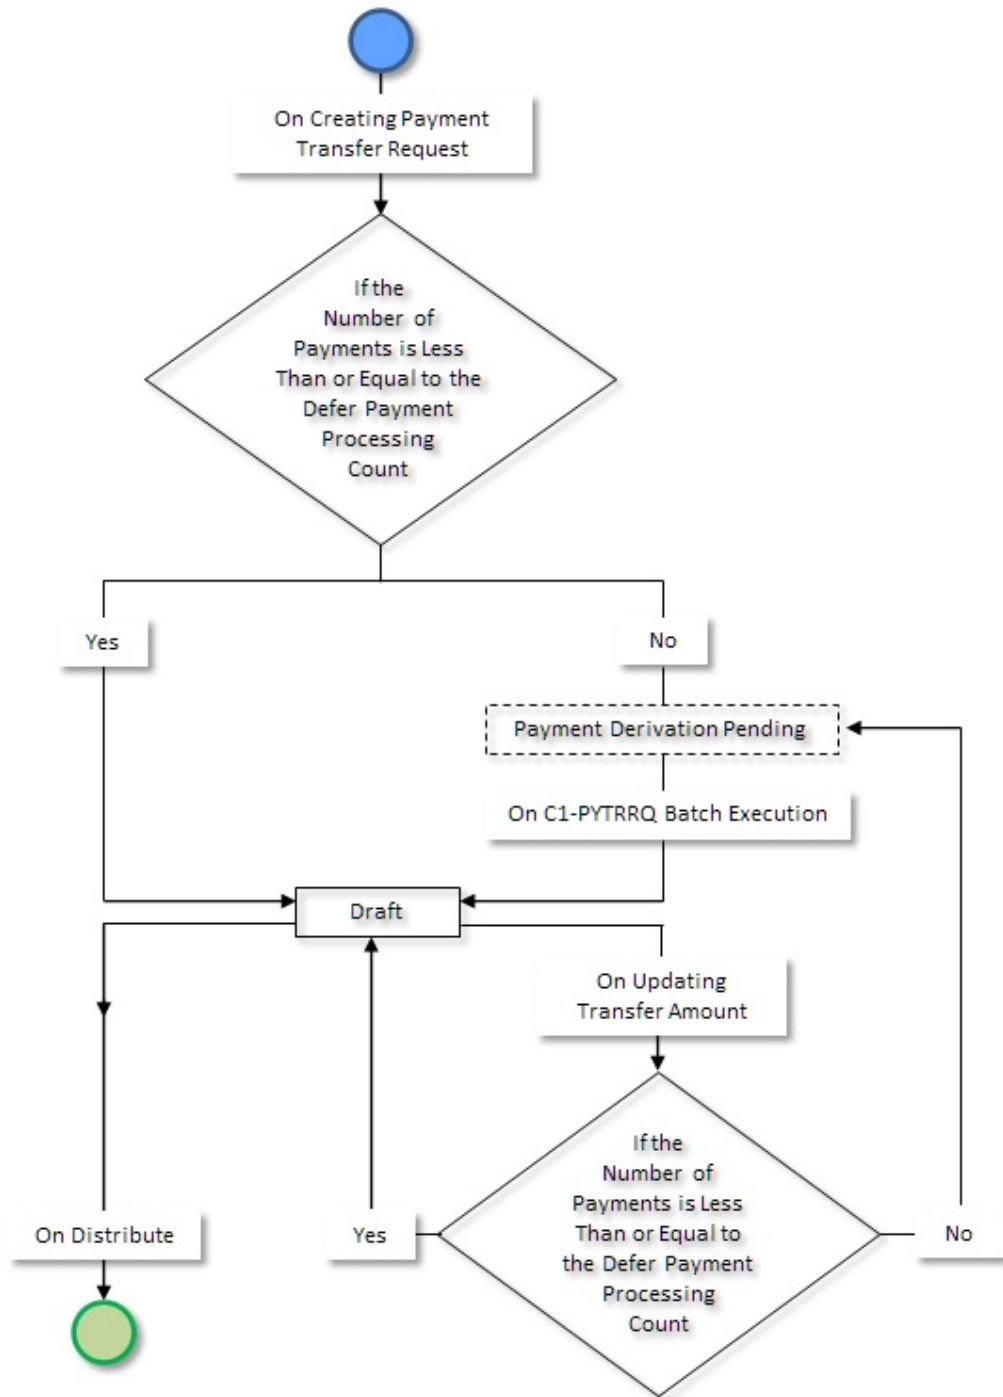 On Creating Payment
Transfer Request
If the
Number of
Payments is Less
Than or Equal to the
Defer Payment
Processing
Count
Yes
No
Payment Derivation Pending
On C1-PYTRRQ Batch Execution
Draft
On Updating
Transfer Amount
If the
Number of
Payments is Less
Than or Equal to
the Defer Payment
Processing
Count
On Distribute
Yes
No